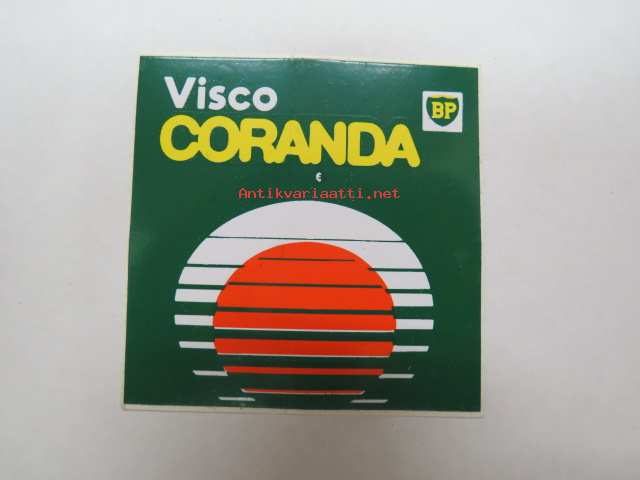 Visco
BP
CORANDA
€
Antikvariaatti.net